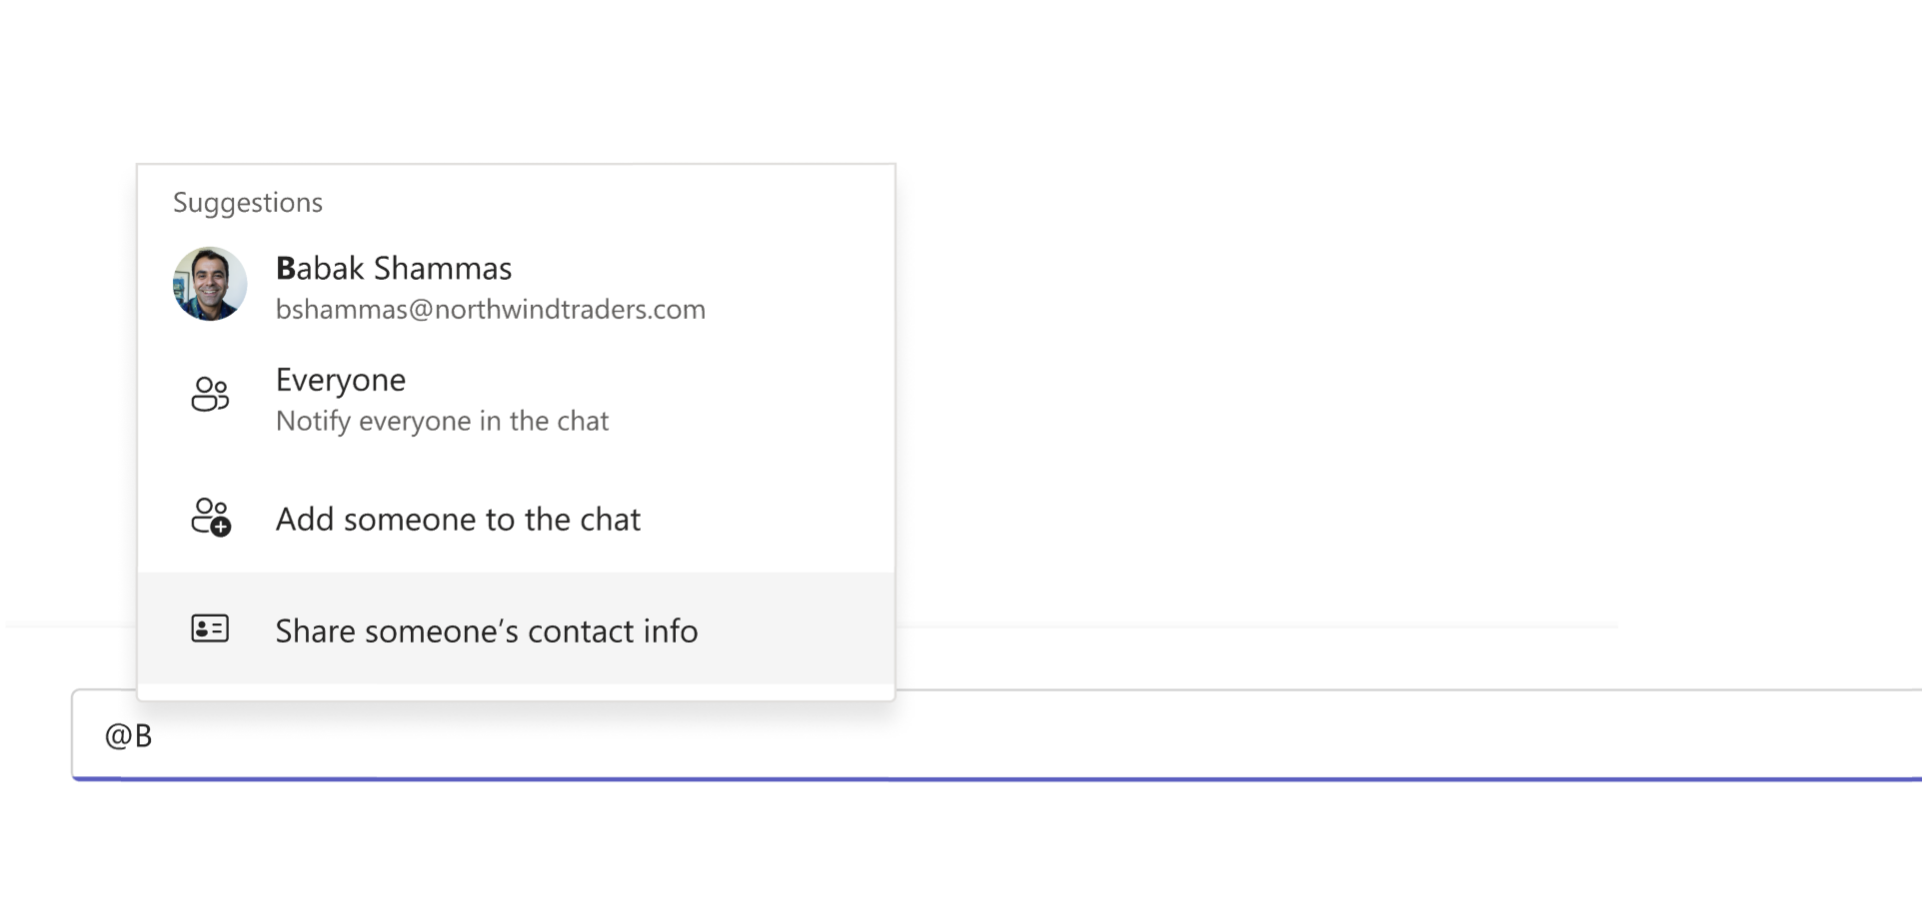 Suggestions
Babak Shammas
bshammas@northwindtraders.com
Everyone
Notify everyone in the chat
Add someone to the chat
Share someone’s contact info
@B